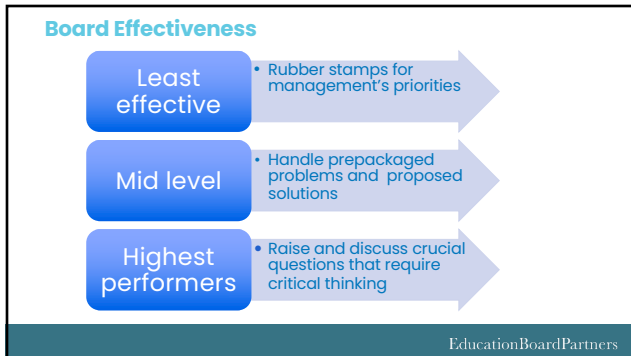 Board Effectiveness
Least
effective
• Rubber stamps for
management's priorities
Mid level
• Handle prepackaged
problems and proposed
solutions
Highest
performers
• Raise and discuss crucial
questions that require
critical thinking
EducationBoardPartners